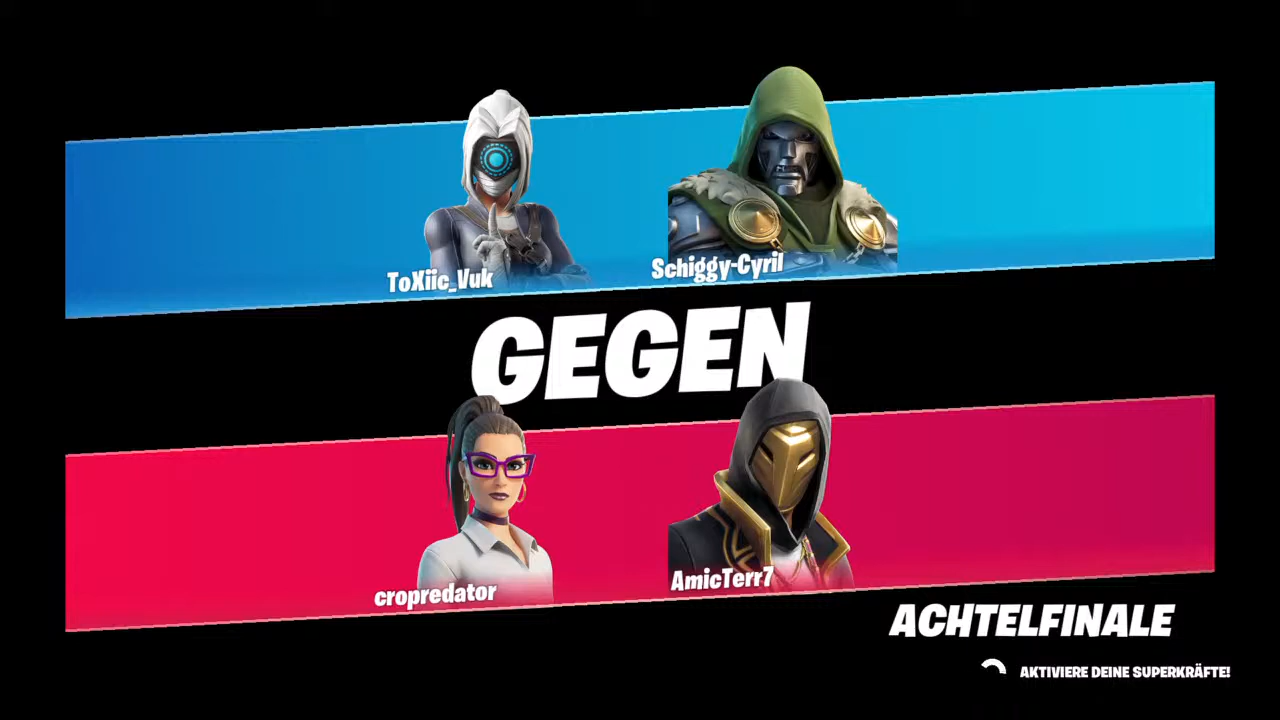 ToXiic_Vuk
Schiggy-Cyril
GEGEN
cropredator
AmicTerr7
ACHTELFINALE
AKTIVIERE DEINE SUPERKRÄFTE!